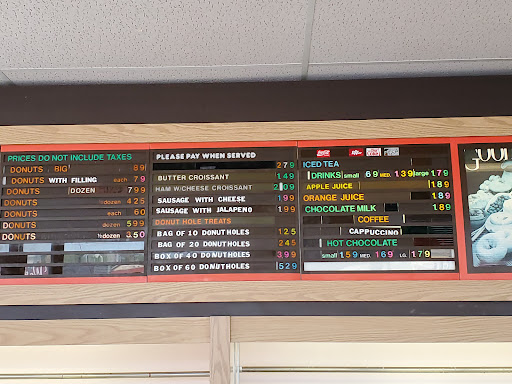 PRICES DO NOT INCLUDE TAXES
DONUTS BIG 89
DONUTS WITH FILLING each 79
DONUTS DOZEN 799
DONUTS ½dozen 425
DONUTS each 60
DONUTS dozen 599
DONUTS ½dozen 350
PLEASE PAY WHEN SERVED
279
BUTTER CROISSANT 149
HAM W/CHEESE CROISSANT 209
SAUSAGE WITH CHEESE 199
SAUSAGE WITH JALAPENO 199
DONUT HOLE TREATS
BAG OF 10 DONUTHOLES 125
BAG OF 20 DONUTHOLES 245
BOX OF 40 DONUTHOLES 399
BOX OF 60 DONUTHOLES 529
ICED TEA
DRINKS small .69 MED. 139 large 179
APPLE JUICE 189
ORANGE JUICE 189
CHOCOLATE MILK 189
COFFEE
CAPPUCCINO
HOT CHOCOLATE
small 159 MED. 169 LG. 179